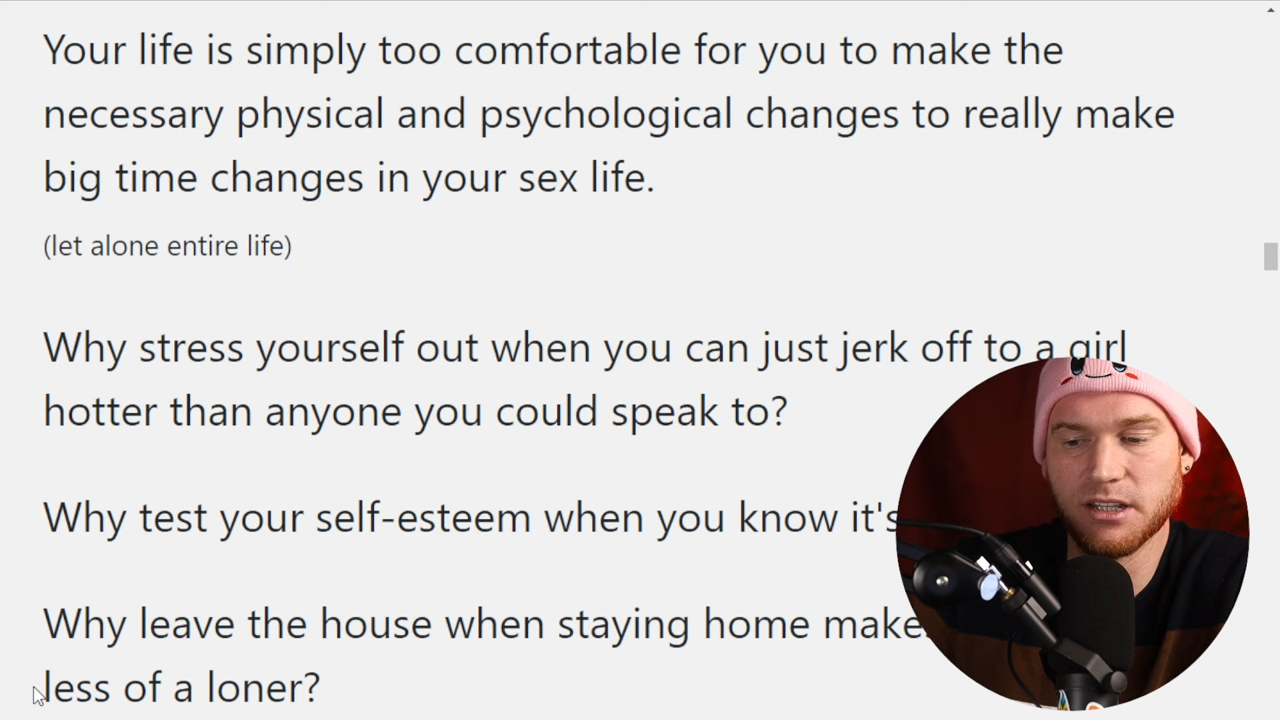 Your life is simply too comfortable for you to make the
necessary physical and psychological changes to really make
big time changes in your sex life.
(let alone entire life)
Why stress yourself out when you can just jerk off to a girl
hotter than anyone you could speak to?
Why test your self-esteem when you know it's
Why leave the house when staying home
less of a loner?